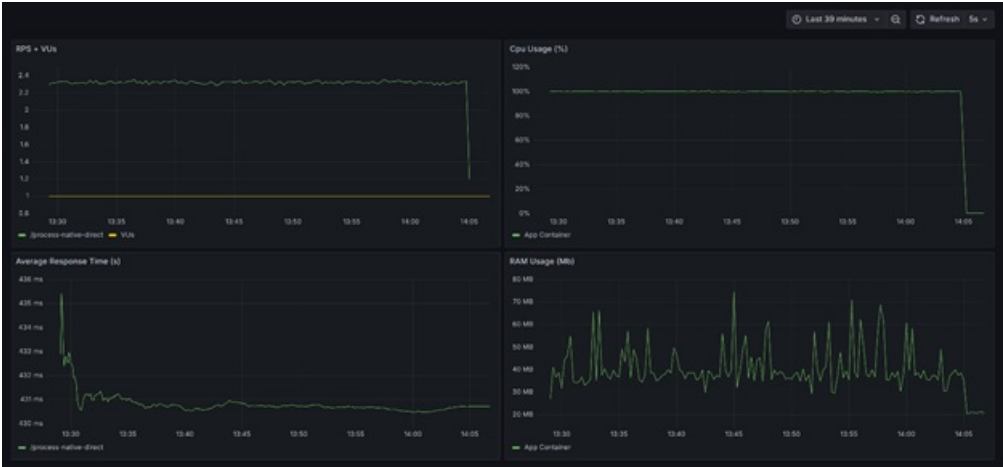 Last 39 minutes
Refresh 5s
RPS + VUs
2.4
2.2
2
1.8
1.6
1.4
1.2
1
0.8
13:30 13:35 13:40 13:45 13:50 13:55 14:00 14:05
/process-native-direct VUs
Cpu Usage (%)
120%
100%
80%
60%
40%
20%
0%
13:30 13:35 13:40 13:45 13:50 13:55 14:00 14:05
App Container
Average Response Time (s)
436 ms
435 ms
434 ms
433 ms
432 ms
431 ms
430 ms
13:30 13:35 13:40 13:45 13:50 13:55 14:00 14:05
/process-native-direct
RAM Usage (Mb)
80 MB
70 MB
60 MB
50 MB
40 MB
30 MB
20 MB
13:30 13:35 13:40 13:45 13:50 13:55 14:00 14:05
App Container